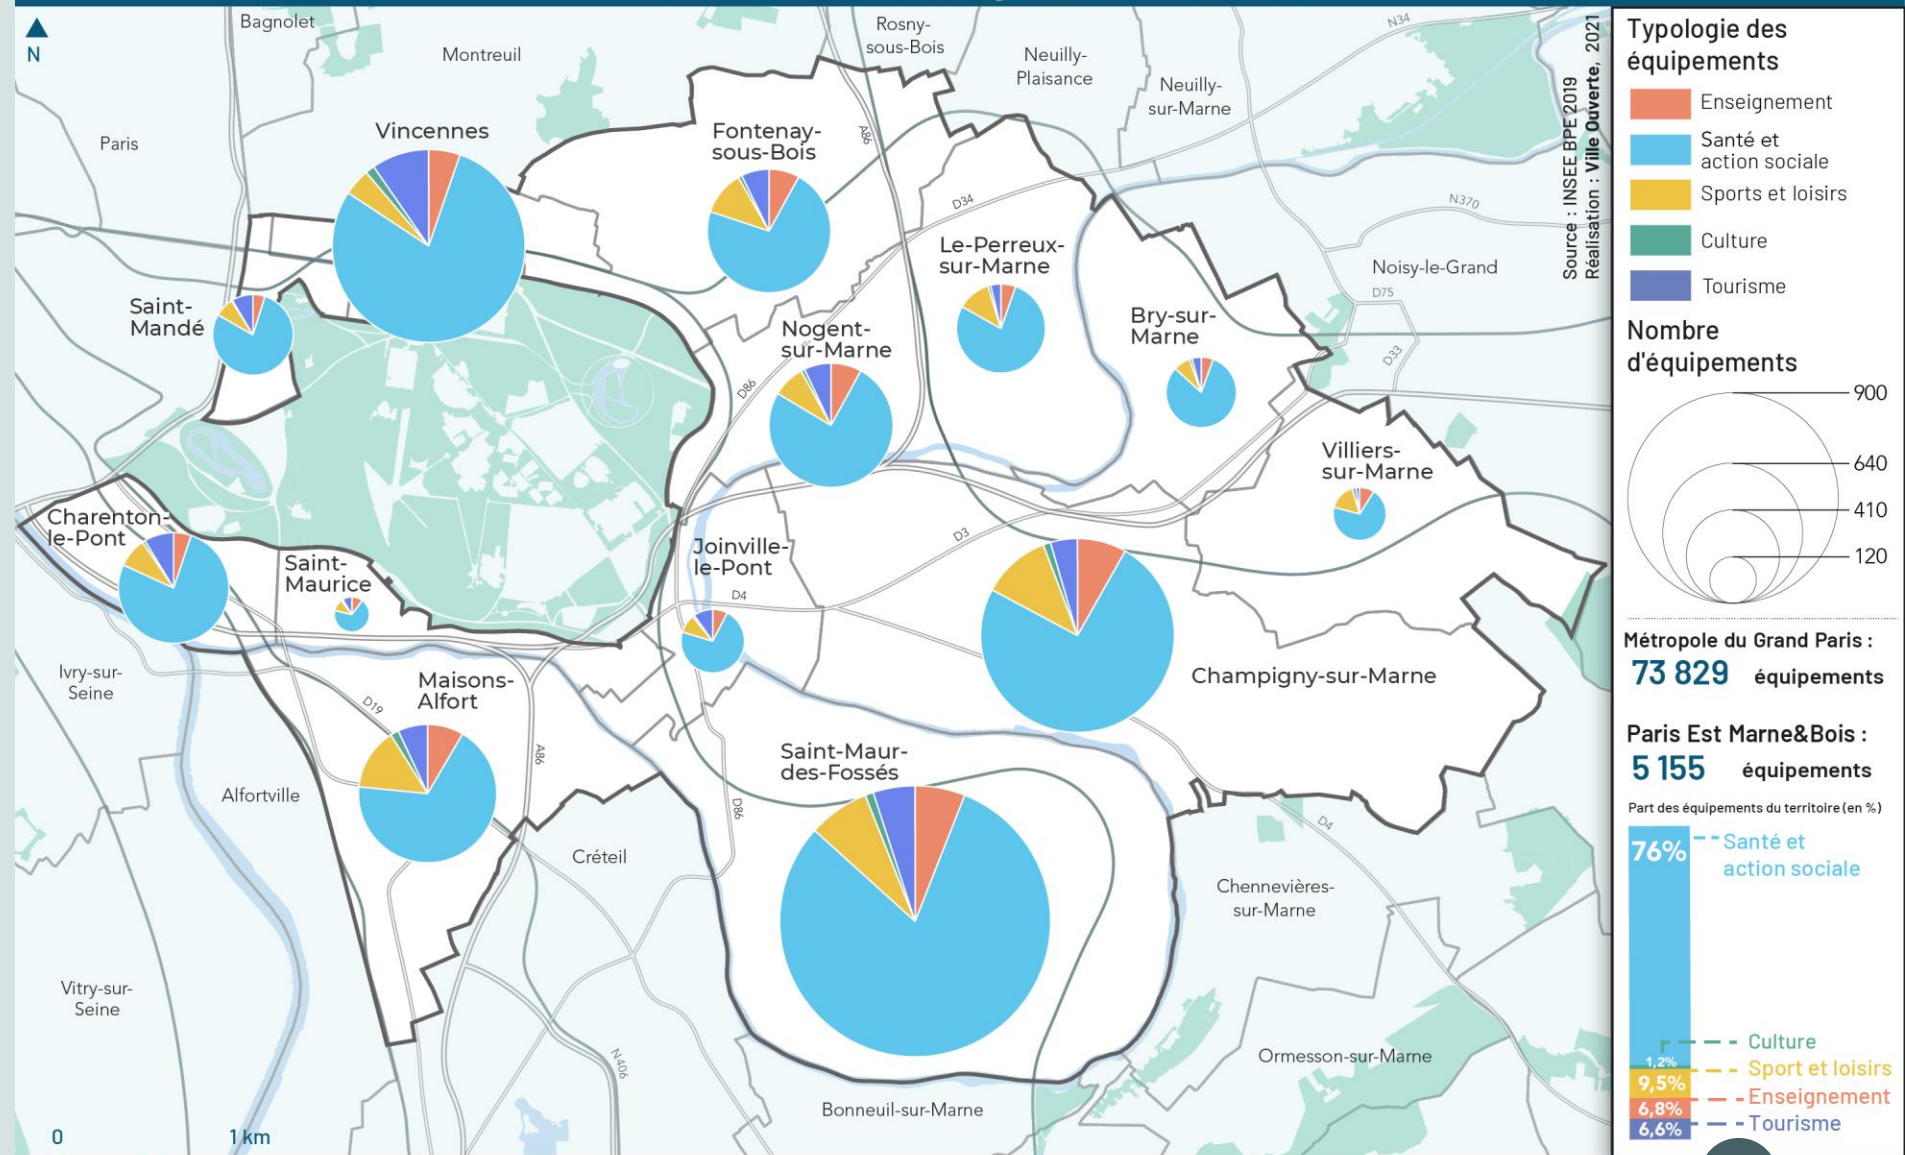 N
Bagnolet
Montreuil
Rosny-
sous-Bois
Neuilly-
Plaisance
Neuilly-
sur-Marne
N34
Paris
Vincennes
Fontenay-
sous-Bois
A86
D34
N370
Le-Perreux-
sur-Marne
Noisy-le-Grand
D75
D33
Saint-
Mandé
Nogent-
sur-Marne
Bry-sur-
Marne
D86
Villiers-
sur-Marne
Charenton-
le-Pont
Saint-
Maurice
Joinville-
le-Pont
D3
D4
Champigny-sur-Marne
Ivry-sur-
Seine
Maisons-
Alfort
D19
A86
Saint-Maur-
des-Fossés
D86
Alfortville
Créteil
D4
Chennevières-
sur-Marne
Vitry-sur-
Seine
N406
Ormesson-sur-Marne
Bonneuil-sur-Marne
0 1 km
Source : INSEE BPE 2019
Réalisation : Ville Ouverte, 2021
Typologie des
équipements
Enseignement
Santé et
action sociale
Sports et loisirs
Culture
Tourisme
Nombre
d'équipements
900
640
410
120
Métropole du Grand Paris :
73 829 équipements
Paris Est Marne&Bois :
5 155 équipements
Part des équipements du territoire (en %)
76% Santé et
action sociale
1,2% Culture
9,5% Sport et loisirs
6,8% Enseignement
6,6% Tourisme